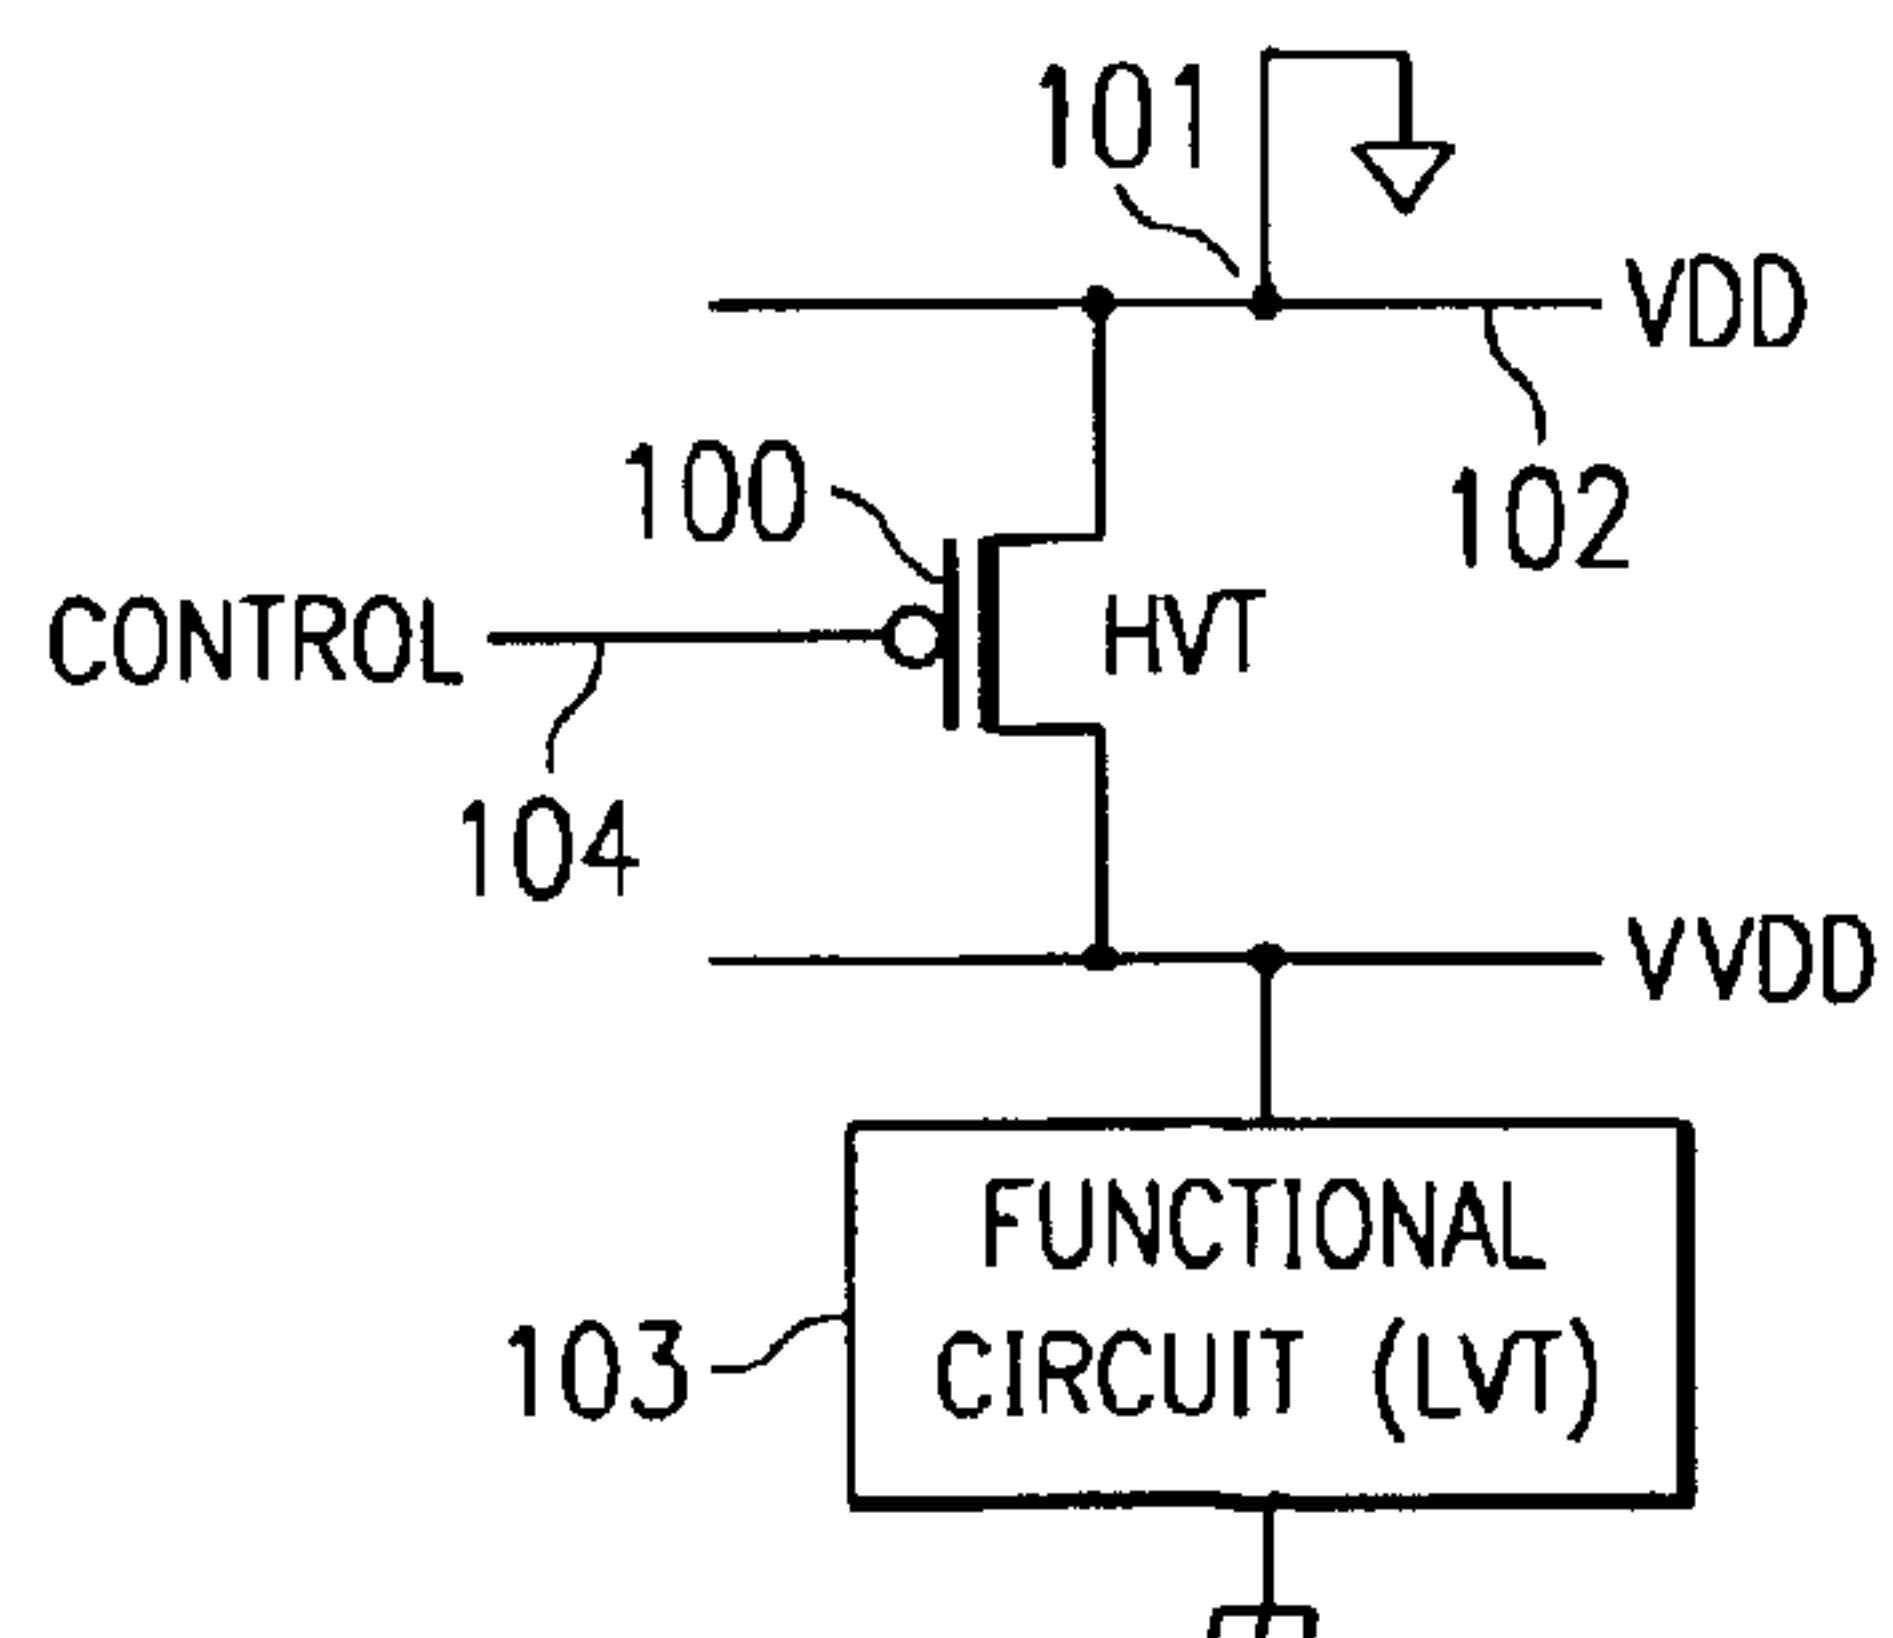 101
VDD
100
102
CONTROL
HVT
104
VVDD
FUNCTIONAL
CIRCUIT (LVT)
103